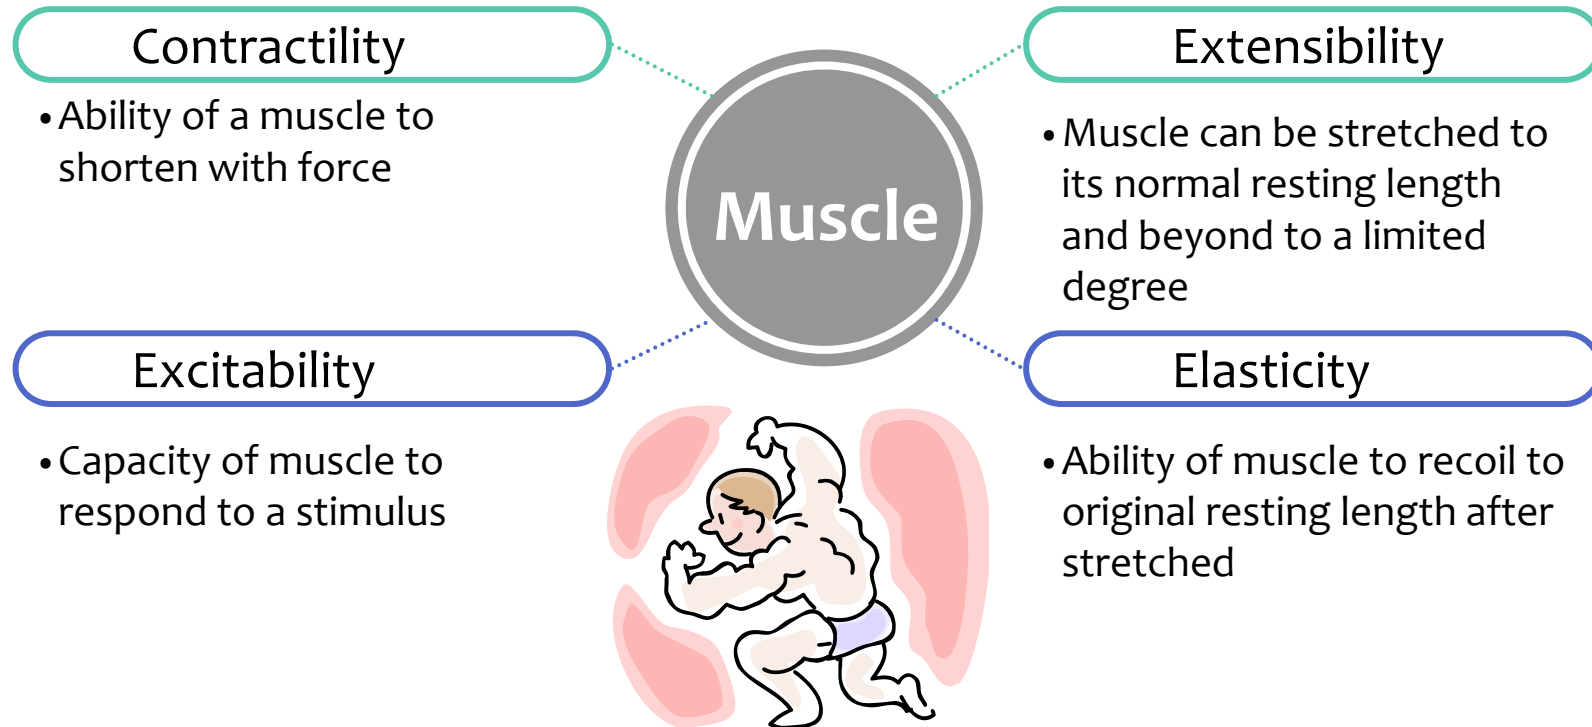 Contractility
• Ability of a muscle to
shorten with force
Muscle
Extensibility
• Muscle can be stretched to
its normal resting length
and beyond to a limited
degree
Excitability
• Capacity of muscle to
respond to a stimulus
Elasticity
• Ability of muscle to recoil to
original resting length after
stretched